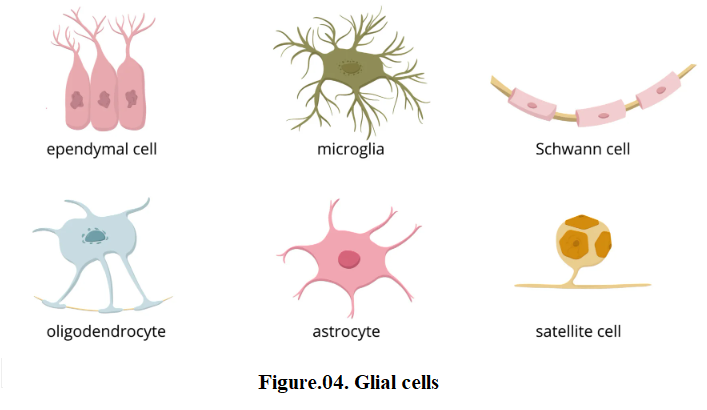 ependymal cell
microglia
Schwann cell
oligodendrocyte
astrocyte
satellite cell
Figure.04. Glial cells